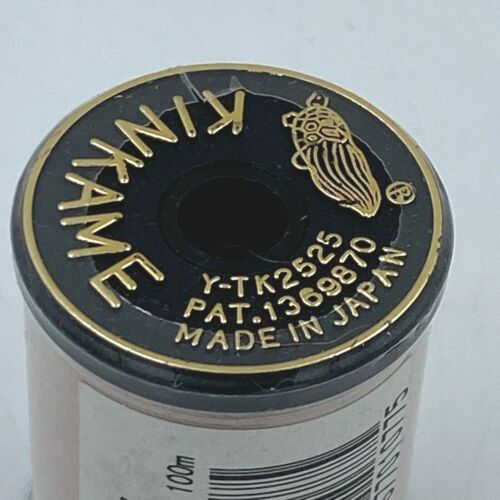 KINKAME
®
Y-TK2525
PAT.1369870
MADE IN JAPAN
100m